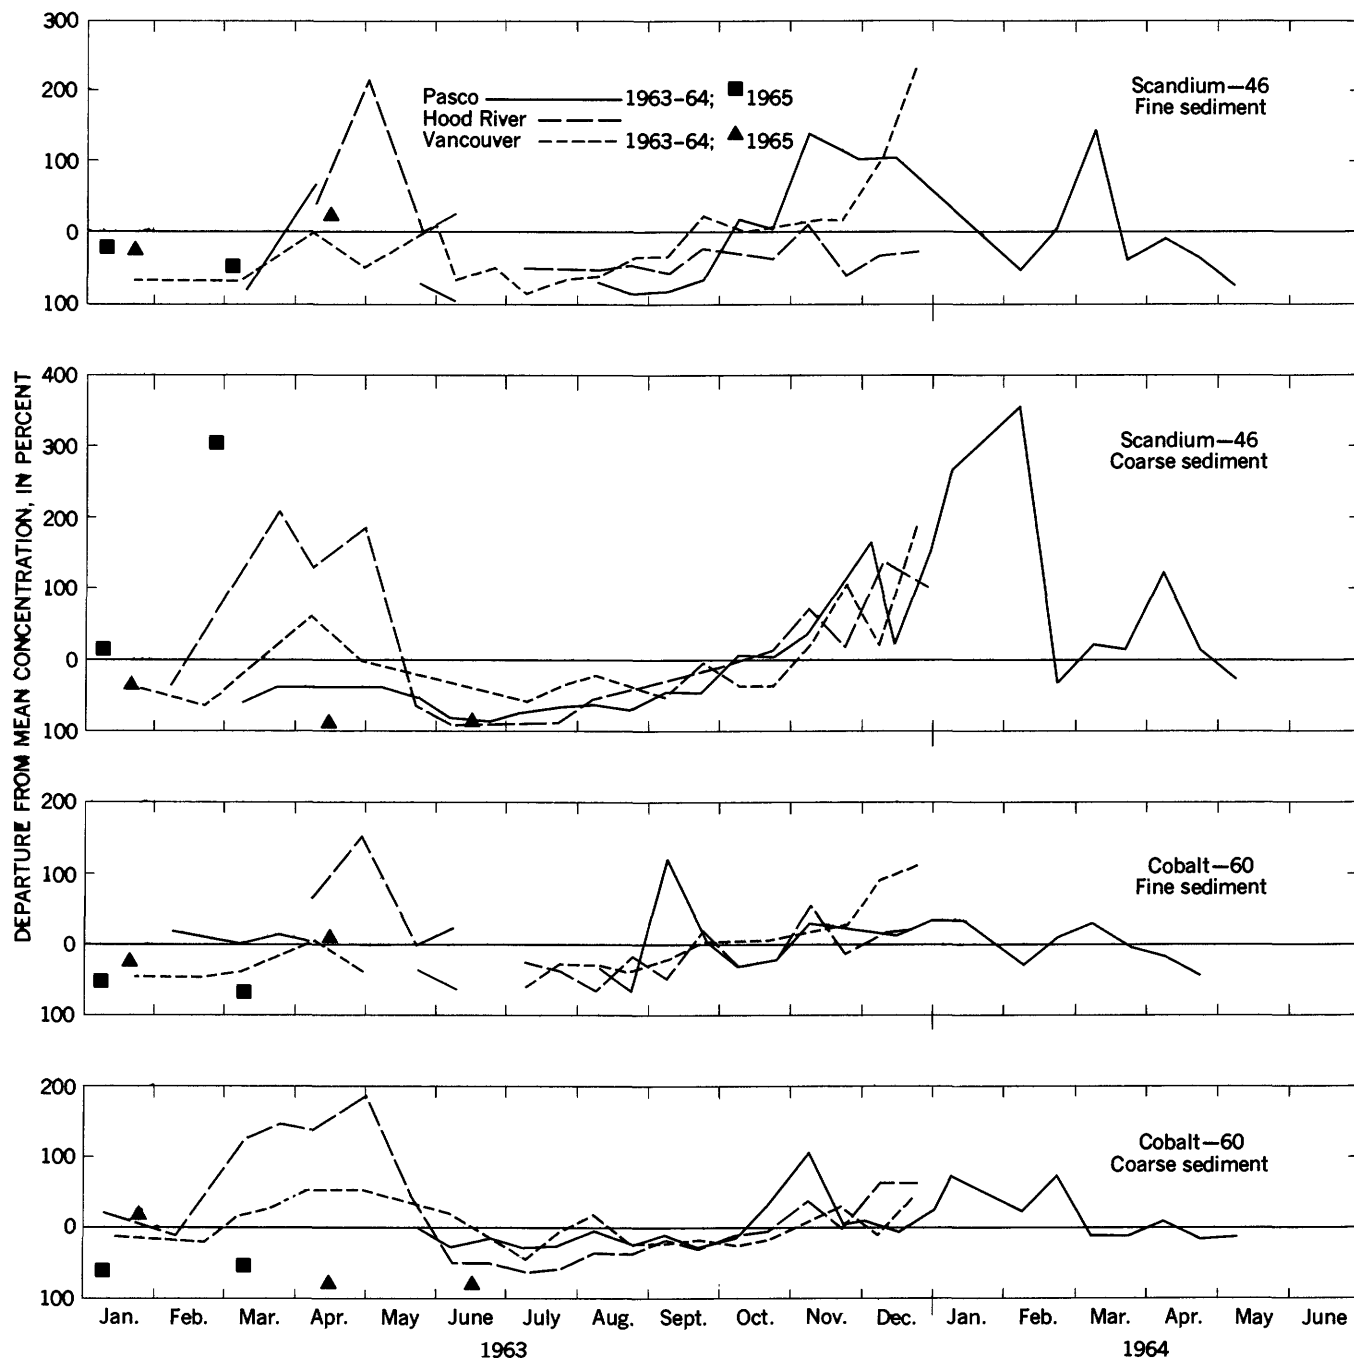 DEPARTURE FROM MEAN CONCENTRATION, IN PERCENT
300
200
100
0
100
Pasco 1963-64; 1965
Hood River
Vancouver 1963-64; 1965
Scandium-46
Fine sediment
400
300
200
100
0
100
Scandium-46
Coarse sediment
200
100
0
100
Cobalt-60
Fine sediment
200
100
0
100
Cobalt-60
Coarse sediment
Jan. Feb. Mar. Apr. May June July Aug. Sept. Oct. Nov. Dec. Jan. Feb. Mar. Apr. May June
1963 1964